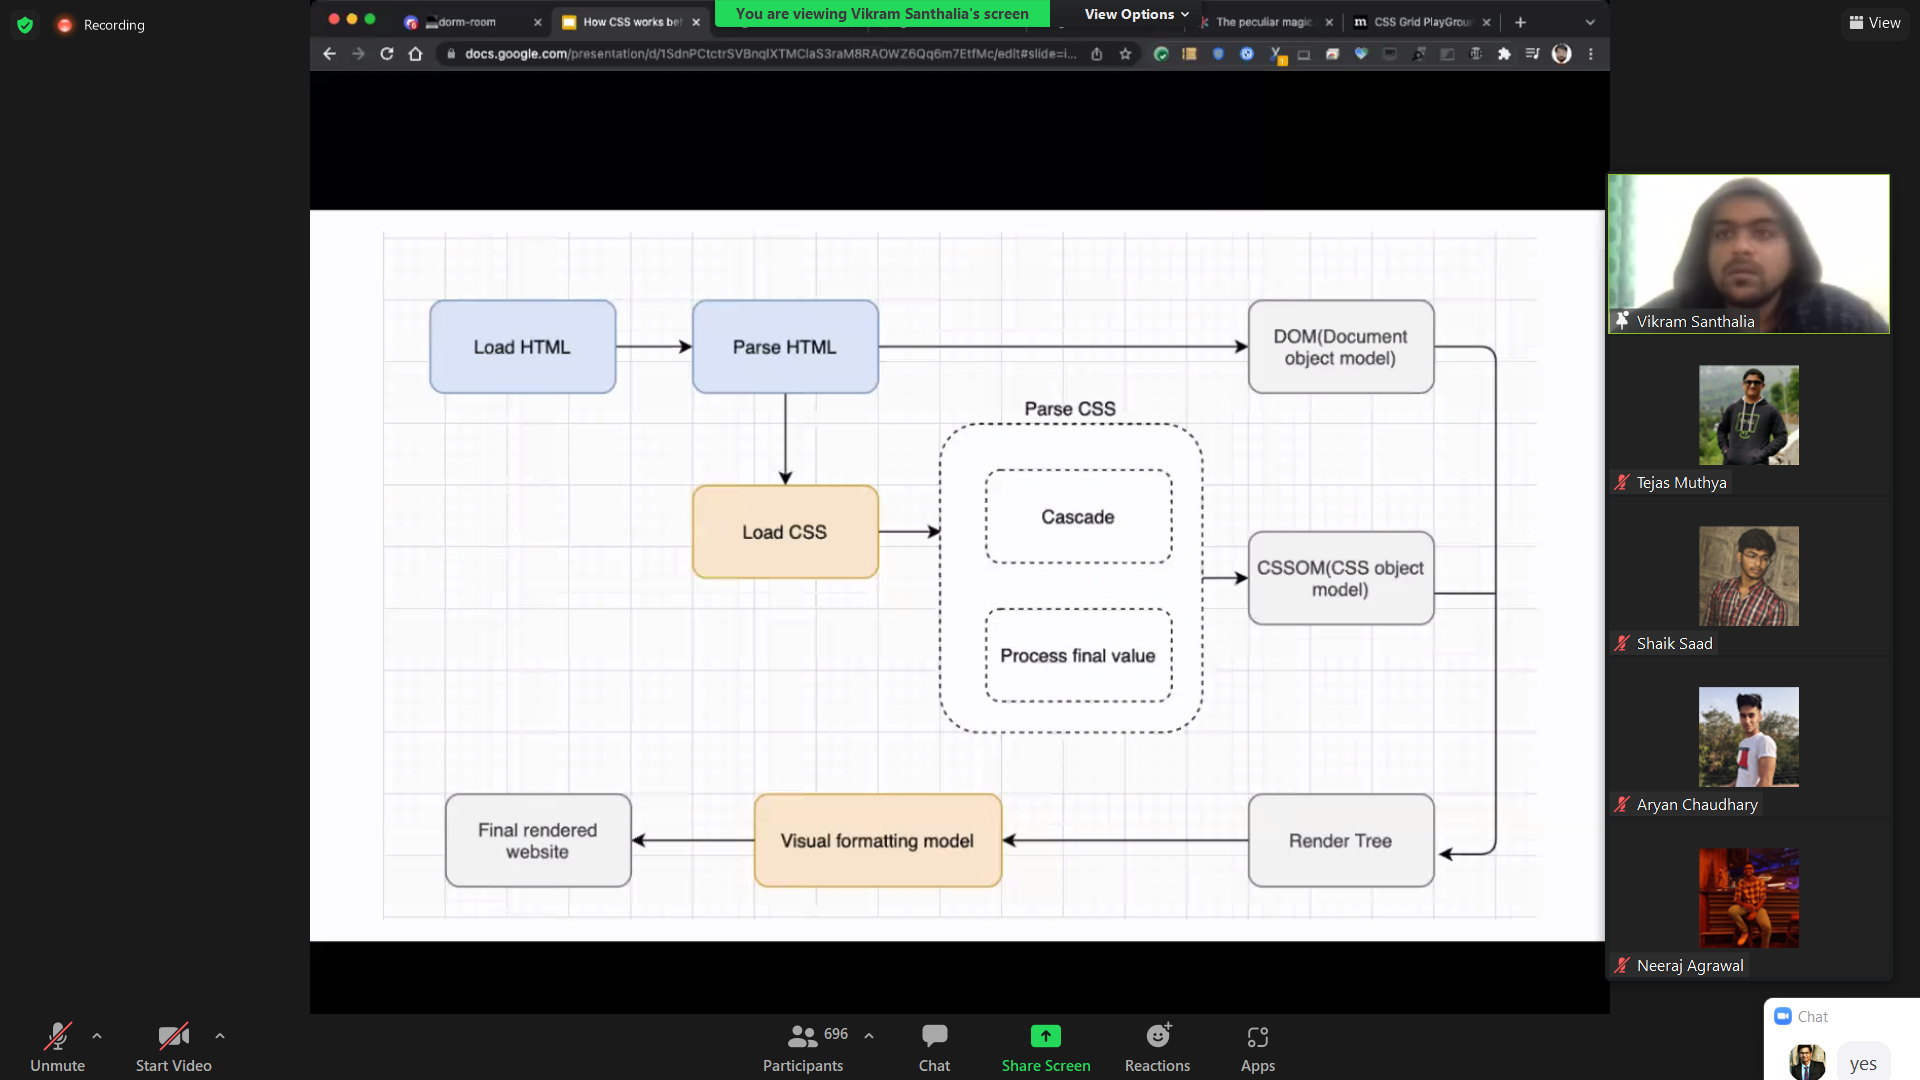 Recording
dorm-room
How CSS works be
You are viewing Vikram Santhalia's screen
View Options
The peculiar magic
CSS Grid PlayGroun
View
docs.google.com/presentation/d/1SdnPCtctrSVBnqlXTMClaS3raM8RAOWZ6Qq6m7EtfMc/edit#slide=i...
Load HTML
Parse HTML
DOM(Document
object model)
Parse CSS
Load CSS
Cascade
CSSOM(CSS object
model)
Process final value
Final rendered
website
Visual formatting model
Render Tree
Vikram Santhalia
Tejas Muthya
Shaik Saad
Aryan Chaudhary
Neeraj Agrawal
Unmute
Start Video
696
Participants
Chat
Share Screen
Reactions
Apps
Chat
yes